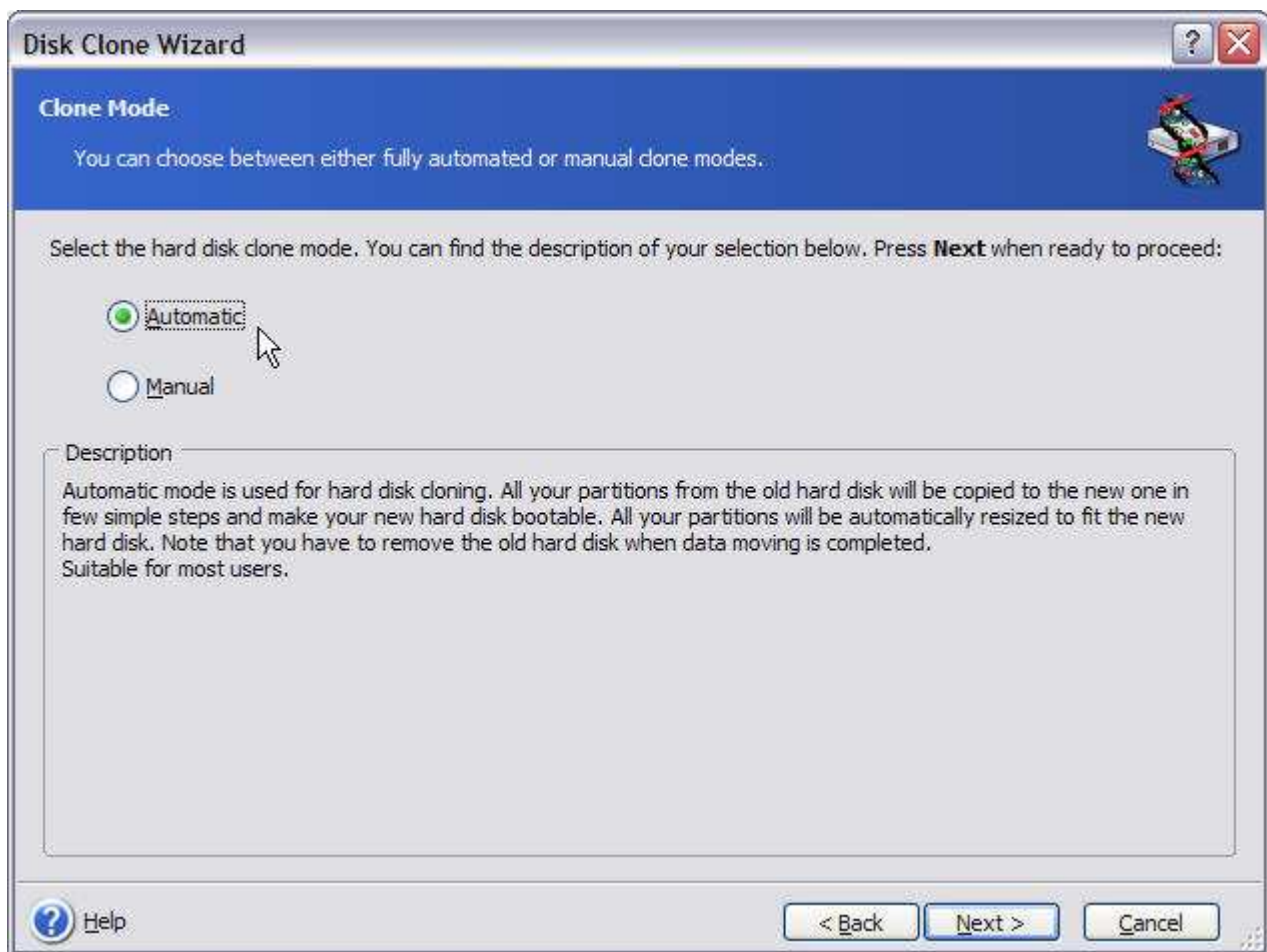 Disk Clone Wizard
Clone Mode
You can choose between either fully automated or manual clone modes.
Select the hard disk clone mode. You can find the description of your selection below. Press Next when ready to proceed:
Automatic
Manual
Description
Automatic mode is used for hard disk cloning. All your partitions from the old hard disk will be copied to the new one in
few simple steps and make your new hard disk bootable. All your partitions will be automatically resized to fit the new
hard disk. Note that you have to remove the old hard disk when data moving is completed.
Suitable for most users.
Help
< Back
Next >
Cancel